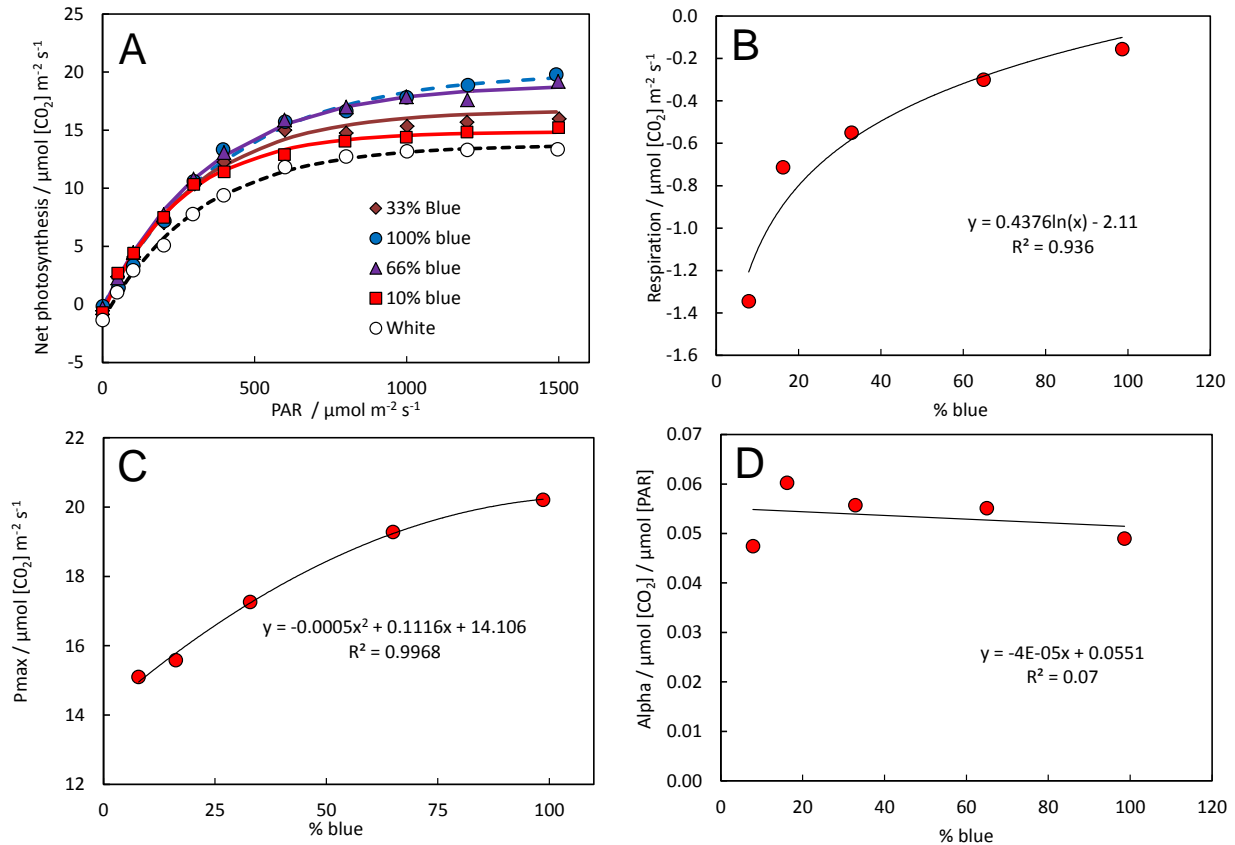 A
Net photosynthesis / µmol [CO₂] m⁻² s⁻¹
25
20
15
10
5
0
-5
0
500
1000
1500
PAR / µmol m⁻² s⁻¹
33% Blue
100% blue
66% blue
10% blue
White
B
Respiration / µmol [CO₂] m⁻² s⁻¹
0.0
-0.2
-0.4
-0.6
-0.8
-1.0
-1.2
-1.4
-1.6
0
20
40
60
80
100
120
% blue
y = 0.4376ln(x) - 2.11
R² = 0.936
C
Pmax / µmol [C0₂] m⁻² s⁻¹
22
20
18
16
14
12
0
25
50
75
100
% blue
y = -0.0005x² + 0.1116x + 14.106
R² = 0.9968
D
Alpha / µmol [CO₂] / µmol [PAR]
0.07
0.06
0.05
0.04
0.03
0.02
0.01
0.00
0
20
40
60
80
100
120
% blue
y = -4E-05x + 0.0551
R² = 0.07